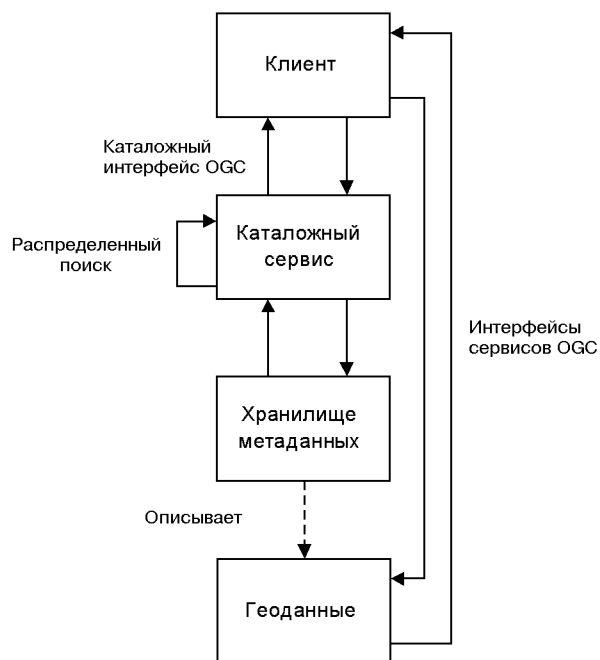 Клиент
Каталожный
интерфейс OGC
Каталожный
сервис
Распределенный
поиск
Интерфейсы
сервисов OGC
Хранилище
метаданных
Описывает
Геоданные